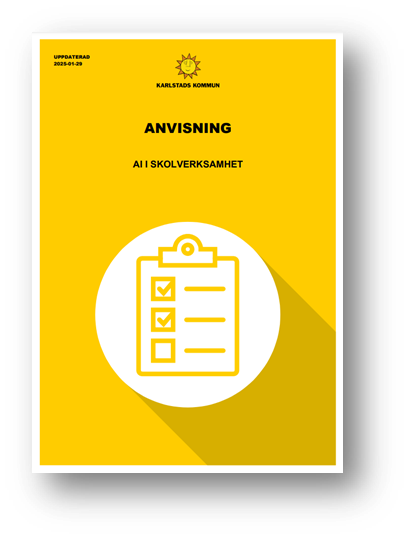 UPPDATERAD
2025-01-29
KARLSTADS KOMMUN
ANVISNING
AI I SKOLVERKSAMHET